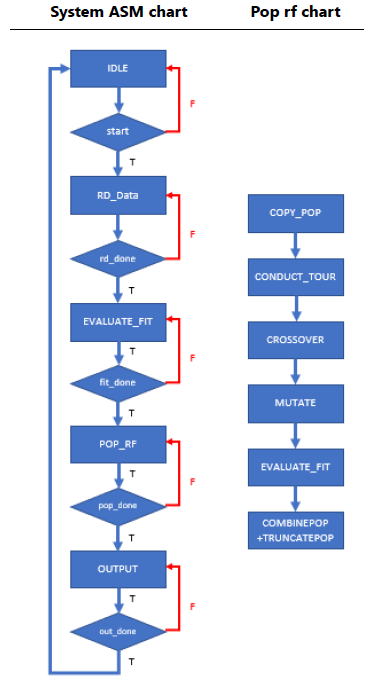 System ASM chart
IDLE
F
start
T
RD_Data
F
rd_done
T
EVALUATE_FIT
F
fit_done
T
POP_RF
T
F
pop_done
T
OUTPUT
T
F
out_done
T
Pop rf chart
COPY_POP
CONDUCT_TOUR
CROSSOVER
MUTATE
EVALUATE_FIT
COMBINEPOP
+TRUNCATEPOP